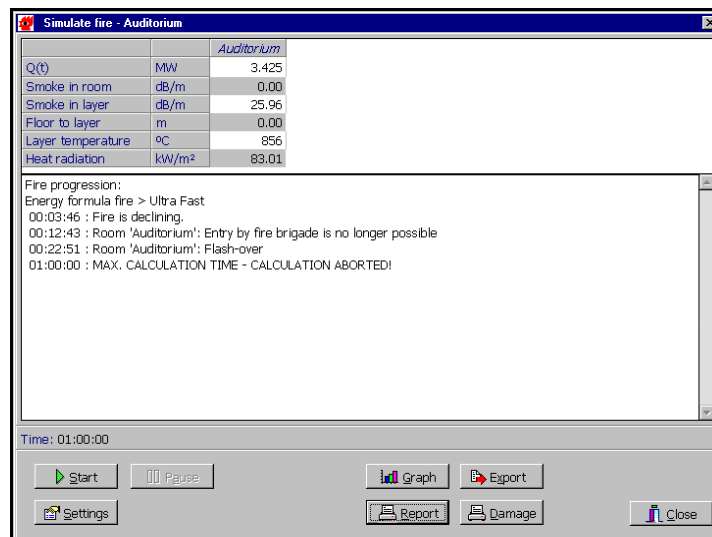 Simulate fire - Auditorium
Auditorium
Q(t) MW 3.425
Smoke in room dB/m 0.00
Smoke in layer dB/m 25.96
Floor to layer m 0.00
Layer temperature ºC 856
Heat radiation kW/m² 83.01
Fire progression:
Energy formula fire > Ultra Fast
00:03:46 : Fire is declining.
00:12:43 : Room 'Auditorium': Entry by fire brigade is no longer possible
00:22:51 : Room 'Auditorium': Flash-over
01:00:00 : MAX. CALCULATION TIME - CALCULATION ABORTED!
Time: 01:00:00
Start Pause Graph Export
Settings Report Damage Close